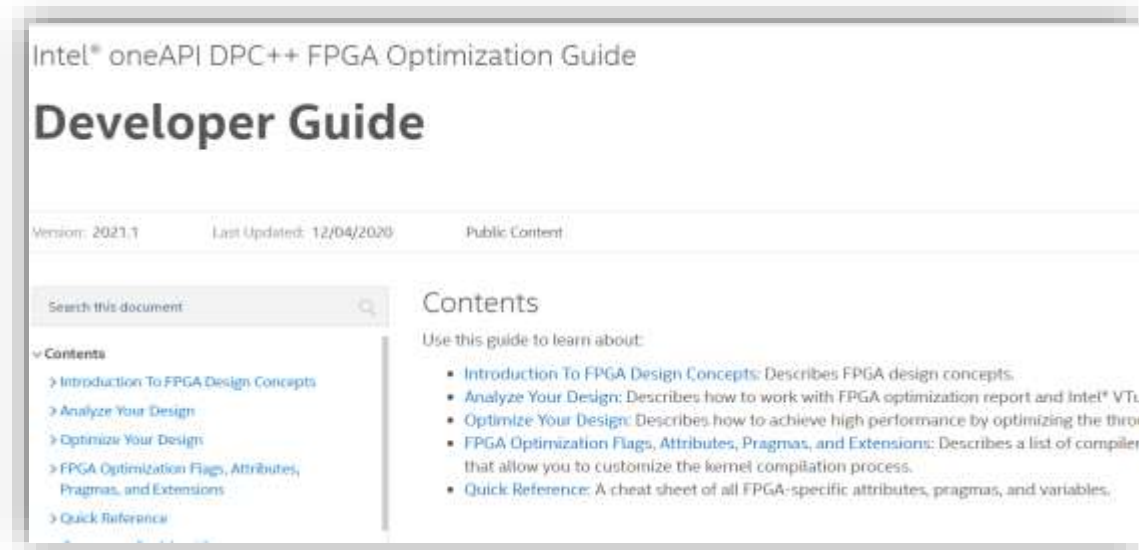 Intel® oneAPI DPC++ FPGA Optimization Guide
Developer Guide
Version: 2021.1 Last Updated: 12/04/2020 Public Content
Search this document
Contents
Introduction To FPGA Design Concepts
Analyze Your Design
Optimize Your Design
FPGA Optimization Flags, Attributes,
Pragmas, and Extensions
Quick Reference
Contents
Use this guide to learn about:
• Introduction To FPGA Design Concepts: Describes FPGA design concepts.
• Analyze Your Design: Describes how to work with FPGA optimization report and Intel® VTu
• Optimize Your Design: Describes how to achieve high performance by optimizing the throu
• FPGA Optimization Flags, Attributes, Pragmas, and Extensions: Describes a list of compiler
that allow you to customize the kernel compilation process.
• Quick Reference: A cheat sheet of all FPGA-specific attributes, pragmas, and variables.